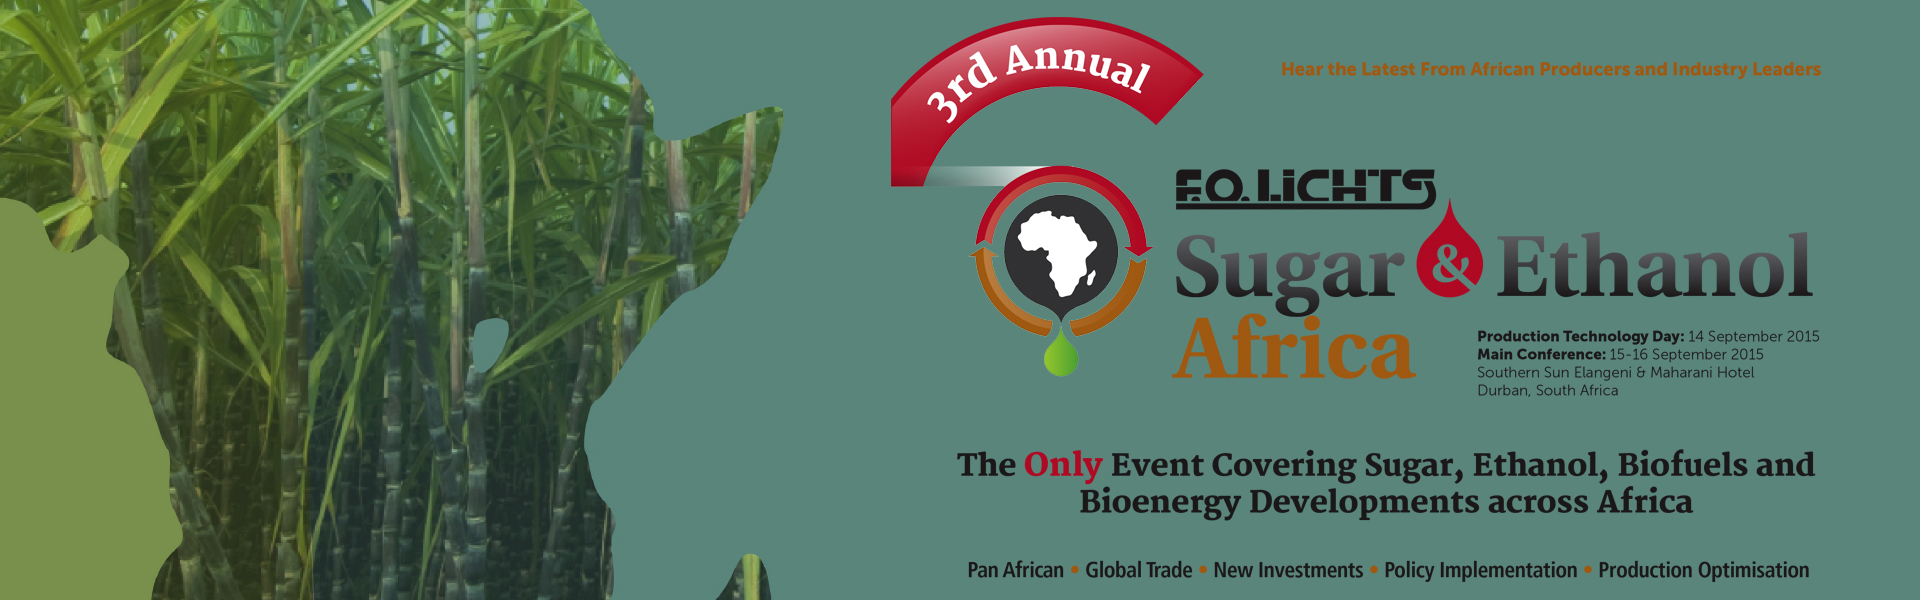 3rd Annual
Hear the Latest From African Producers and Industry Leaders
F.O. LiCHTS
Sugar & Ethanol
Africa
Production Technology Day: 14 September 2015
Main Conference: 15-16 September 2015
Southern Sun Elangeni & Maharani Hotel
Durban, South Africa
The Only Event Covering Sugar, Ethanol, Biofuels and
Bioenergy Developments across Africa
Pan African • Global Trade • New Investments • Policy Implementation • Production Optimisation